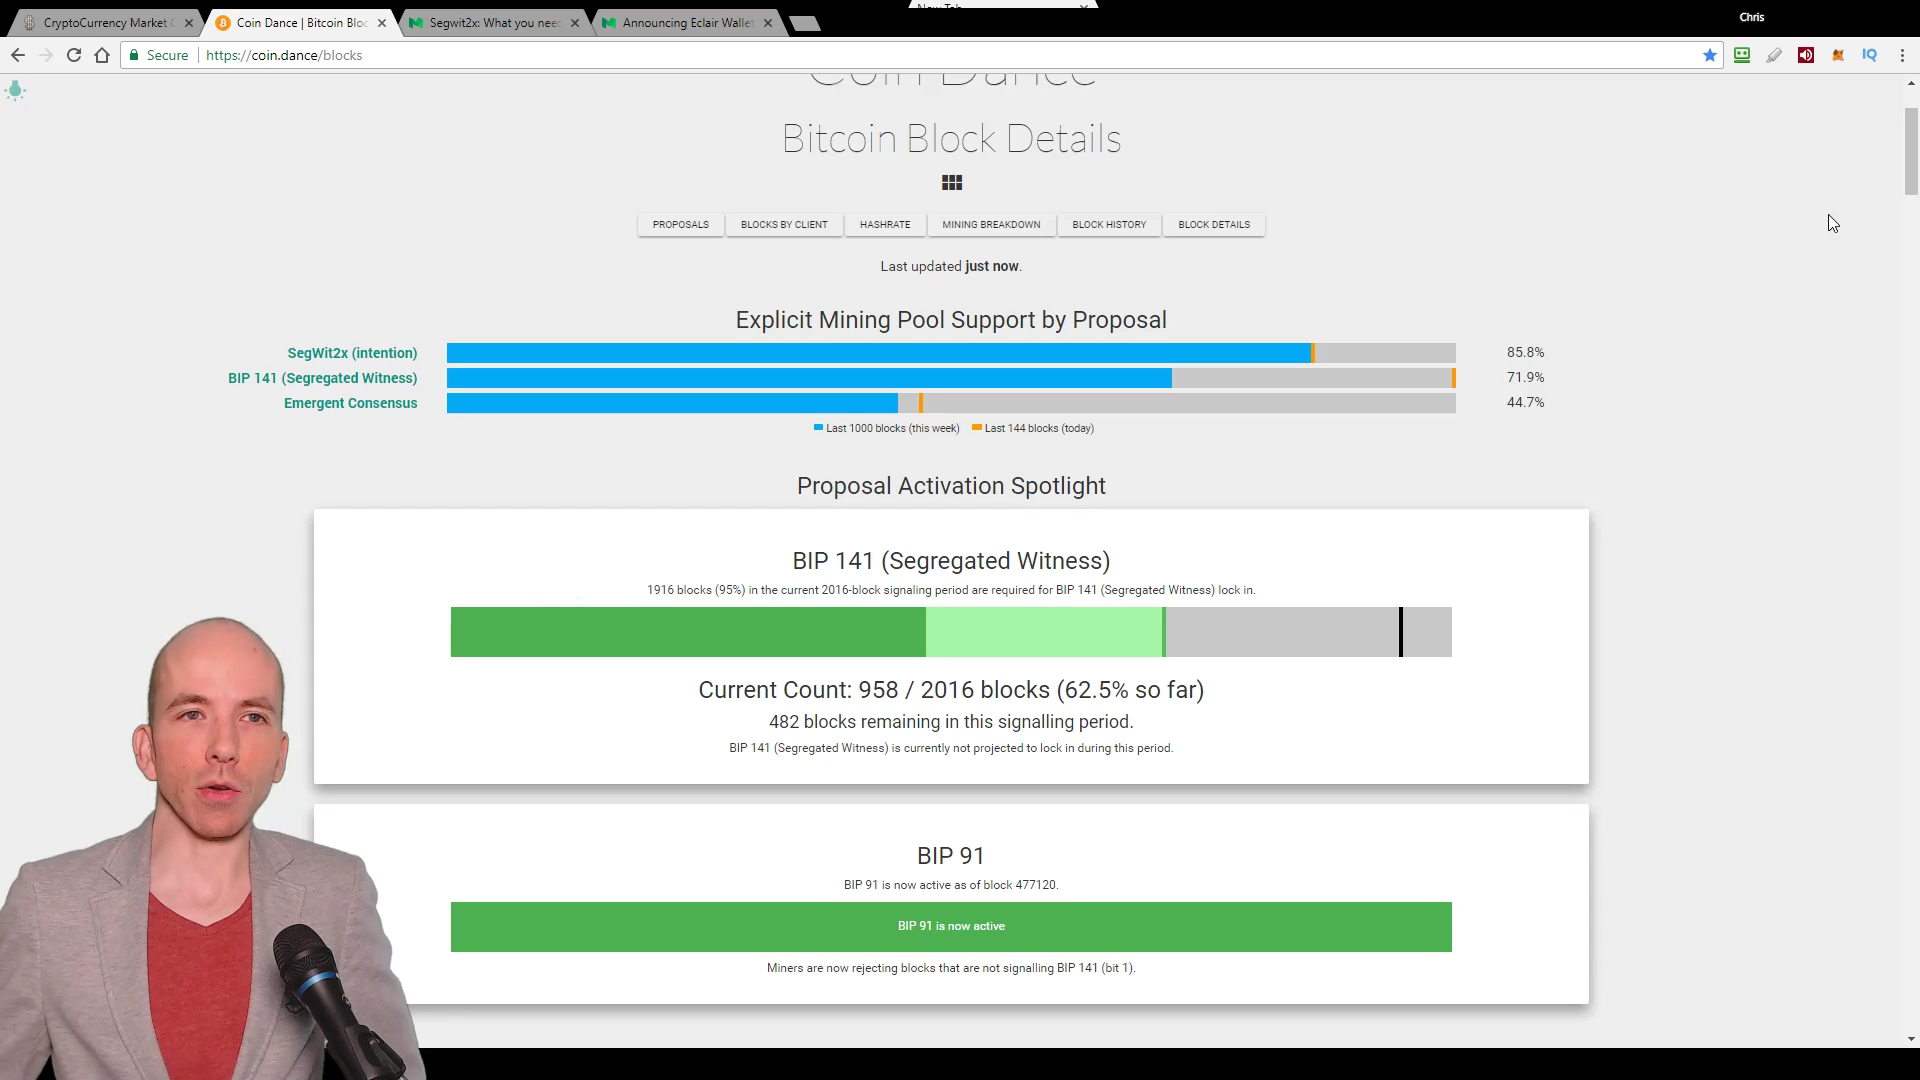 New Tab
Chris
CryptoCurrency Market C
Coin Dance | Bitcoin Bloc
Segwit2x: What you nee
Announcing Eclair Wallet
Secure
https://coin.dance/blocks
IQ
Coin Dance
Bitcoin Block Details
PROPOSALS
BLOCKS BY CLIENT
HASHRATE
MINING BREAKDOWN
BLOCK HISTORY
BLOCK DETAILS
Last updated just now.
Explicit Mining Pool Support by Proposal
SegWit2x (intention) 85.8%
BIP 141 (Segregated Witness) 71.9%
Emergent Consensus 44.7%
Last 1000 blocks (this week) Last 144 blocks (today)
Proposal Activation Spotlight
BIP 141 (Segregated Witness)
1916 blocks (95%) in the current 2016-block signaling period are required for BIP 141 (Segregated Witness) lock in.
Current Count: 958 / 2016 blocks (62.5% so far)
482 blocks remaining in this signalling period.
BIP 141 (Segregated Witness) is currently not projected to lock in during this period.
BIP 91
BIP 91 is now active as of block 477120.
BIP 91 is now active
Miners are now rejecting blocks that are not signalling BIP 141 (bit 1).